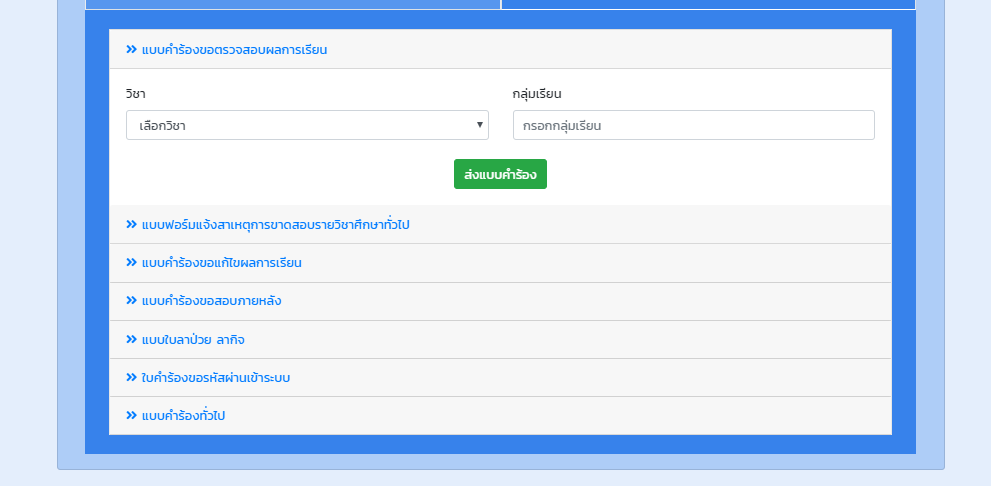 แบบคำร้องขอตรวจสอบผลการเรียน
วิชา
กลุ่มเรียน
เลือกวิชา
กรอกกลุ่มเรียน
ส่งแบบคำร้อง
แบบฟอร์มแจ้งสาเหตุการขาดสอบรายวิชาศึกษาทั่วไป
แบบคำร้องขอแก้ไขผลการเรียน
แบบคำร้องขอสอบภายหลัง
แบบใบลาป่วย ลากิจ
ใบคำร้องขอรหัสผ่านเข้าระบบ
แบบคำร้องทั่วไป